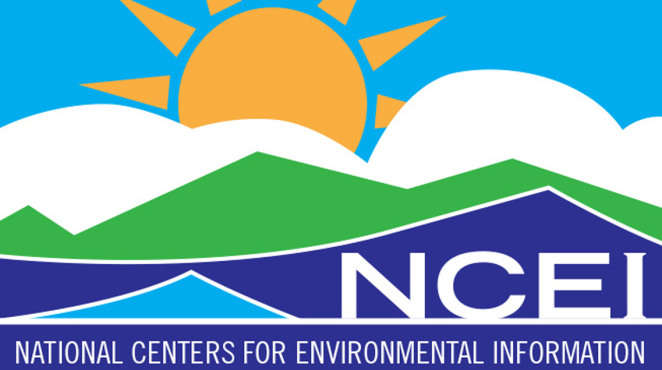 NCEI
NATIONAL CENTERS FOR ENVIRONMENTAL INFORMATION